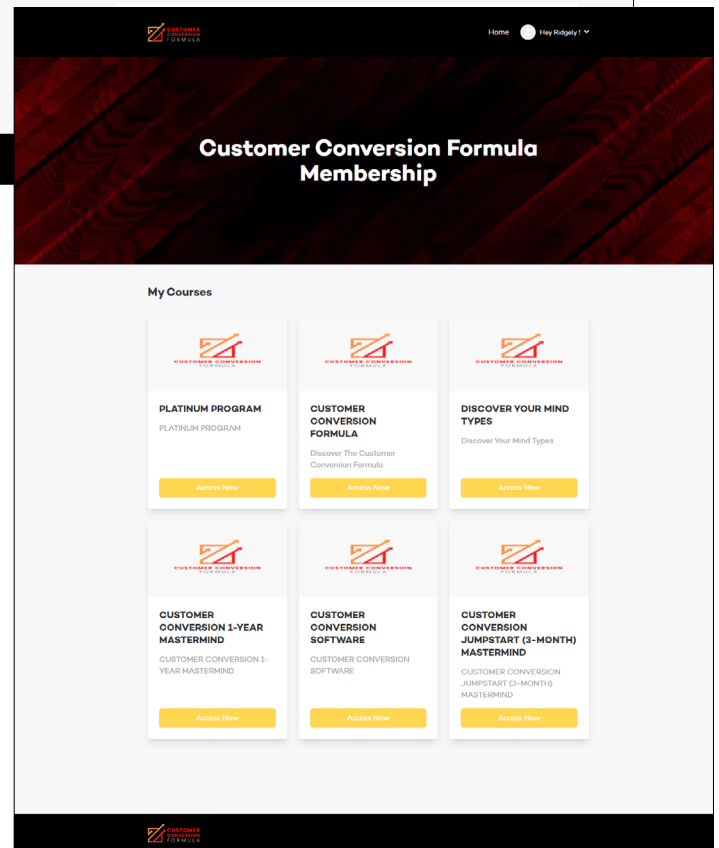 CUSTOMER
CONVERSION
FORMULA
Home
Hey Ridgely !
Customer Conversion Formula
Membership
My Courses
CUSTOMER CONVERSION
FORMULA
CUSTOMER CONVERSION
FORMULA
CUSTOMER CONVERSION
FORMULA
PLATINUM PROGRAM
PLATINUM PROGRAM
Access Now
CUSTOMER
CONVERSION
FORMULA
Discover The Customer
Conversion Formula
Access Now
DISCOVER YOUR MIND
TYPES
Discover Your Mind Types
Access Now
CUSTOMER CONVERSION
FORMULA
CUSTOMER CONVERSION
FORMULA
CUSTOMER CONVERSION
FORMULA
CUSTOMER
CONVERSION 1-YEAR
MASTERMIND
CUSTOMER CONVERSION 1-
YEAR MASTERMIND
Access Now
CUSTOMER
CONVERSION
SOFTWARE
CUSTOMER CONVERSION
SOFTWARE
Access Now
CUSTOMER
CONVERSION
JUMPSTART (3-MONTH)
MASTERMIND
CUSTOMER CONVERSION
JUMPSTART (3-MONTH)
MASTERMIND
Access Now
CUSTOMER
CONVERSION
FORMULA